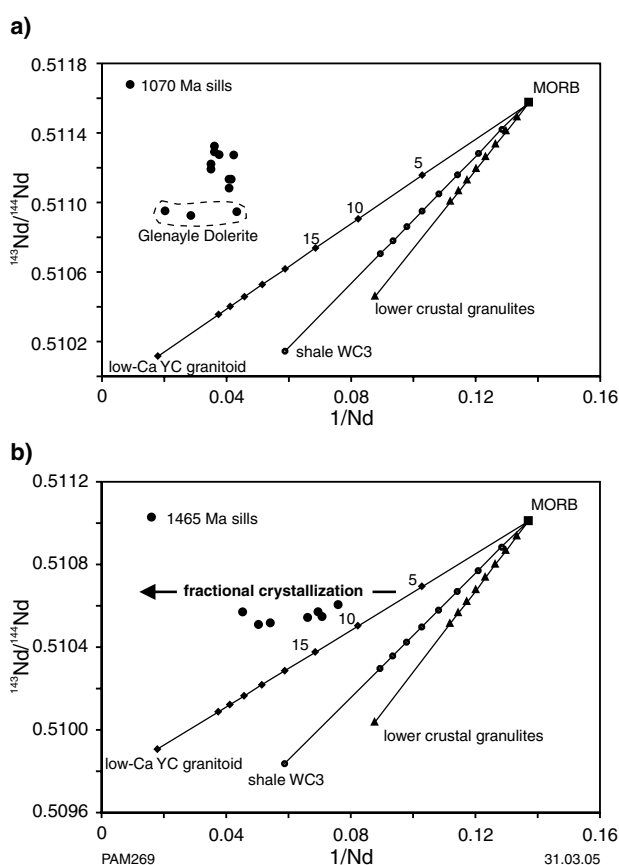 a)
0.5118
0.5114
0.5110
0.5106
0.5102
143Nd/144Nd
1070 Ma sills
MORB
5
10
15
Glenayle Dolerite
lower crustal granulites
shale WC3
low-Ca YC granitoid
0 0.04 0.08 0.12 0.16
1/Nd
b)
0.5112
0.5108
0.5104
0.5100
0.5096
143Nd/144Nd
1465 Ma sills
MORB
fractional crystallization
5
10
15
low-Ca YC granitoid
lower crustal granulites
shale WC3
0 0.04 0.08 0.12 0.16
1/Nd
PAM269 31.03.05